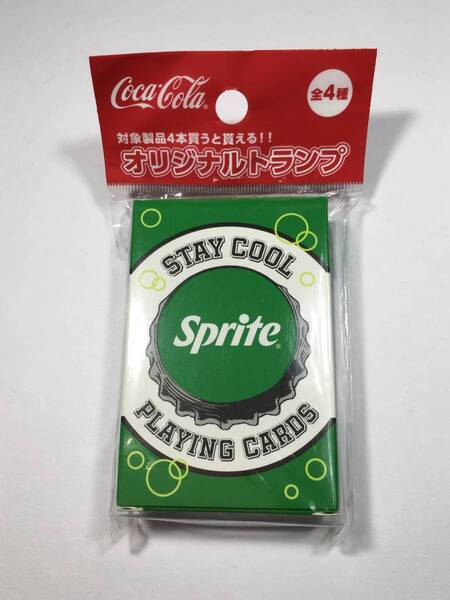 Coca-Cola®
全4種
対象製品4本買うと貰える!!
オリジナルトランプ
STAY COOL
Sprite®
PLAYING CARDS